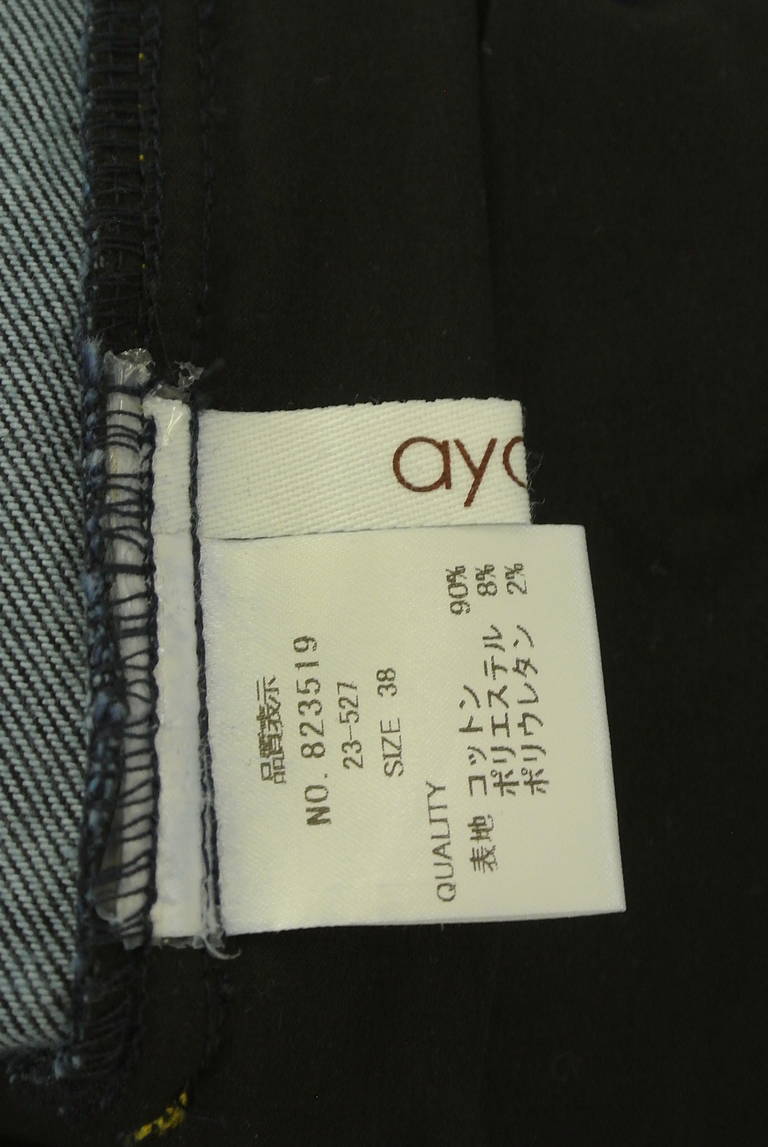 ay
品質表示
NO. 823519
23-527
SIZE 38
QUALITY
表地 コットン 90%
ポリエステル 8%
ポリウレタン 2%